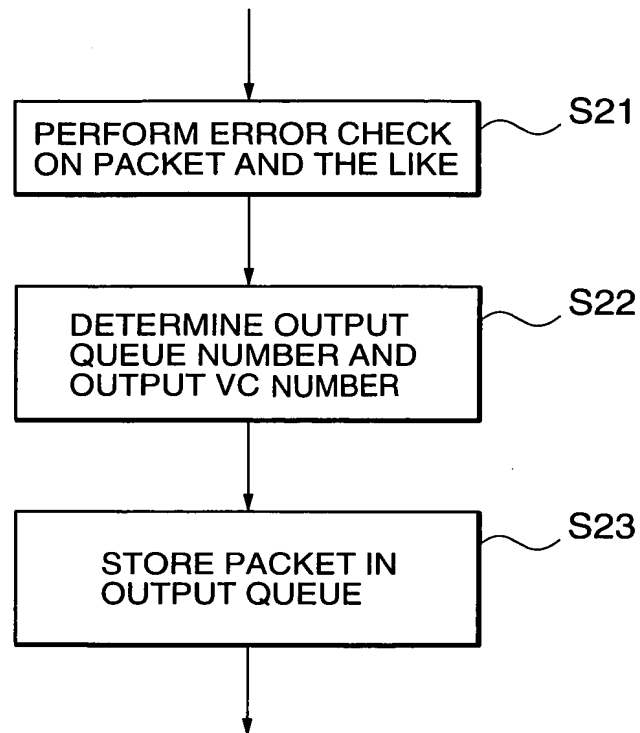 S21
PERFORM ERROR CHECK
ON PACKET AND THE LIKE
S22
DETERMINE OUTPUT
QUEUE NUMBER AND
OUTPUT VC NUMBER
S23
STORE PACKET IN
OUTPUT QUEUE